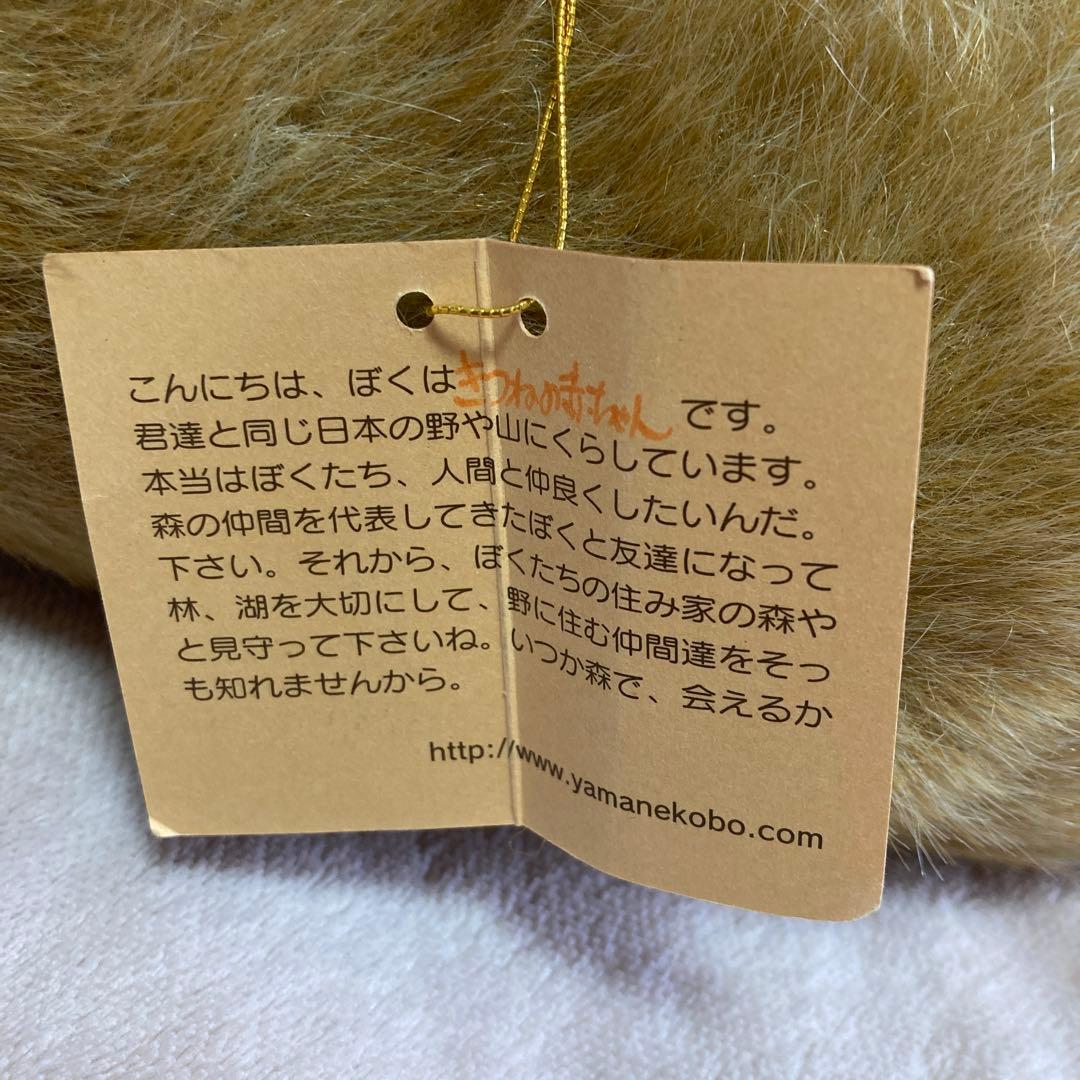 こんにちは、ぼくはきつねのむちゃんです。
君達と同じ日本の野や山にくらしています。
本当はぼくたち、人間と仲良くしたいんだ。
森の仲間を代表してきたぼくと友達になって
下さい。それから、ぼくたちの住み家の森や
林、湖を大切にして、野に住む仲間達をそっ
と見守って下さいね。いつか森で、会えるか
も知れませんから。
http://www.yamanekobo.com